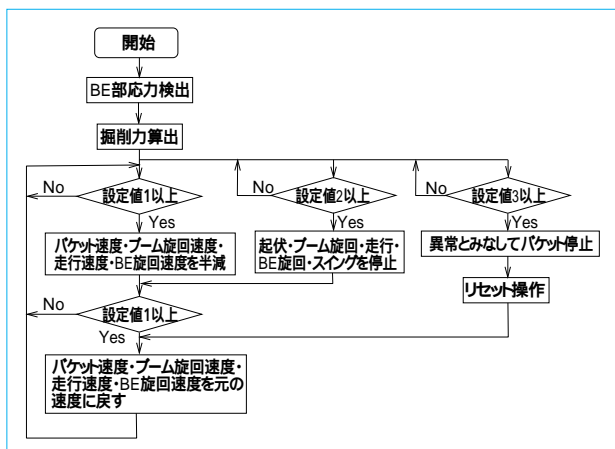 開始
BE部応力検出
掘削力算出
No
設定値1以上
No
設定値2以上
No
設定値3以上
Yes
Yes
Yes
バケット速度・ブーム旋回速度・
走行速度・BE旋回速度を半減
起伏・ブーム旋回・走行・
BE旋回・スイングを停止
異常とみなしてバケット停止
リセット操作
No
設定値1以上
Yes
バケット速度・ブーム旋回速度・
走行速度・BE旋回速度を元の
速度に戻す